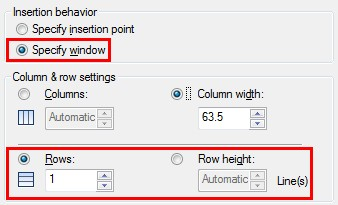 Insertion behavior
Specify insertion point
Specify window
Column & row settings
Columns: Column width:
Automatic 63.5
Rows: Row height:
1 Automatic Line(s)